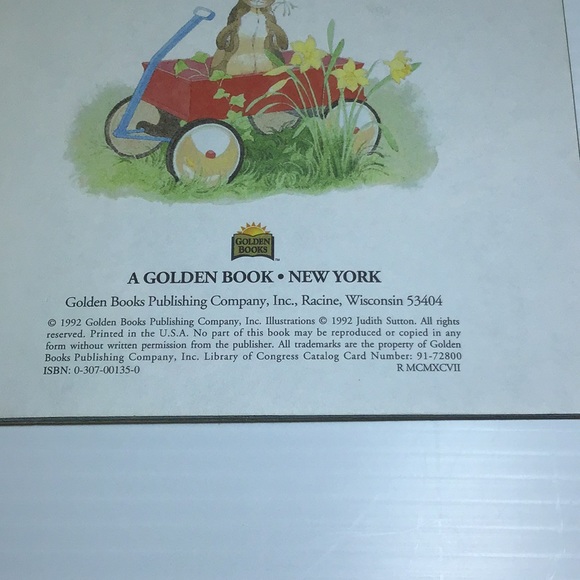 GOLDEN
BOOKS
™
A GOLDEN BOOK • NEW YORK
Golden Books Publishing Company, Inc., Racine, Wisconsin 53404
© 1992 Golden Books Publishing Company, Inc. Illustrations © 1992 Judith Sutton. All rights
reserved. Printed in the U.S.A. No part of this book may be reproduced or copied in any
form without written permission from the publisher. All trademarks are the property of Golden
Books Publishing Company, Inc. Library of Congress Catalog Card Number: 91-72800
ISBN: 0-307-00135-0 R MCMXCVII